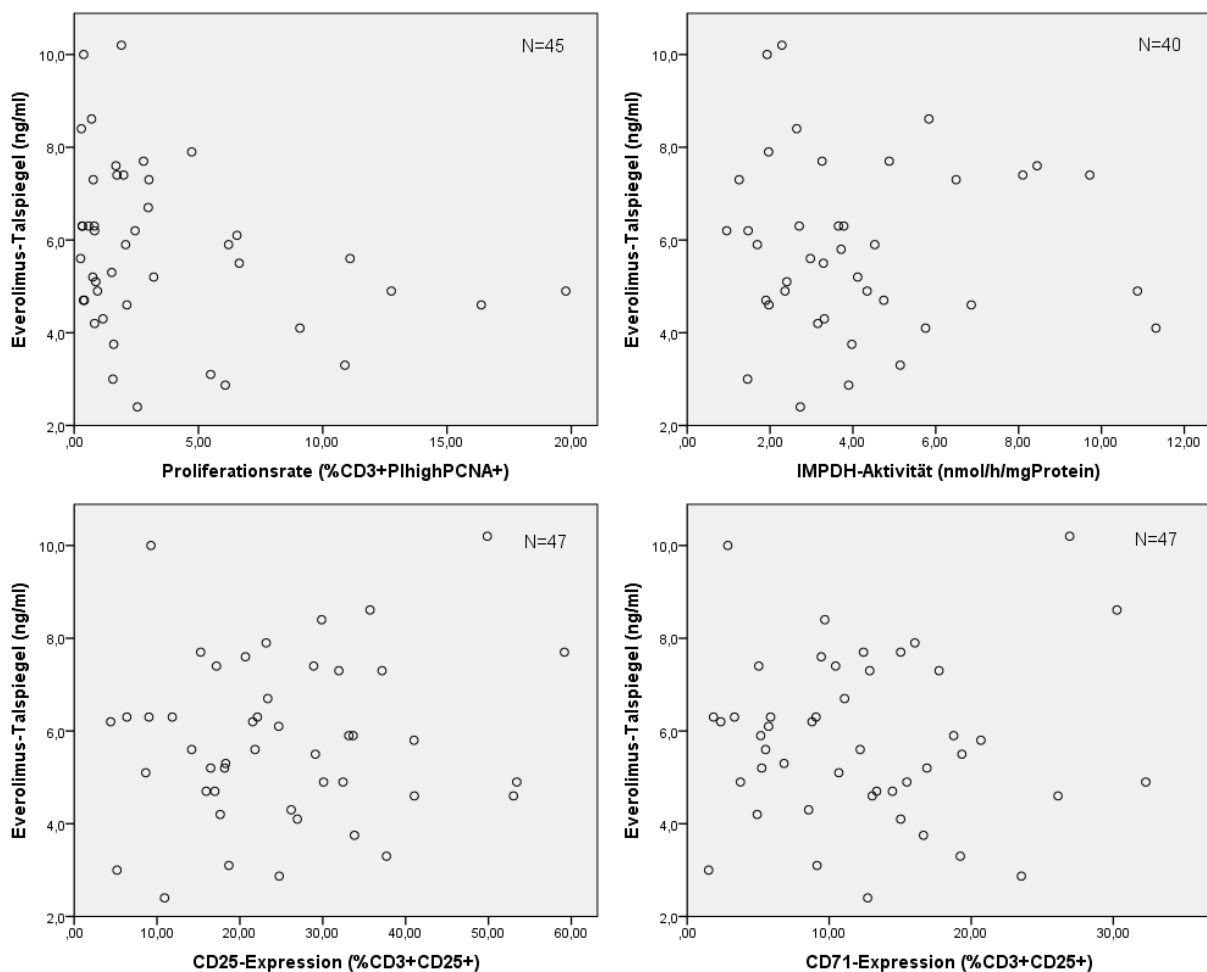 N=45
10,0
8,0
6,0
4,0
2,0
Everolimus-Talspiegel (ng/ml)
,00 5,00 10,00 15,00 20,00
Proliferationsrate (%CD3+PIhighPCNA+)
N=40
10,0
8,0
6,0
4,0
2,0
Everolimus-Talspiegel (ng/ml)
,00 2,00 4,00 6,00 8,00 10,00 12,00
IMPDH-Aktivität (nmol/h/mgProtein)
N=47
10,0
8,0
6,0
4,0
2,0
Everolimus-Talspiegel (ng/ml)
,00 10,00 20,00 30,00 40,00 50,00 60,00
CD25-Expression (%CD3+CD25+)
N=47
10,0
8,0
6,0
4,0
2,0
Everolimus-Talspiegel (ng/ml)
,00 10,00 20,00 30,00
CD71-Expression (%CD3+CD25+)